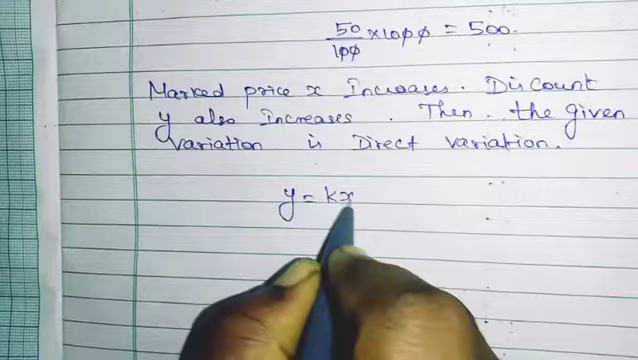 50/100 × 1000 = 500.
Marked price x Increases. Discount
y also Increases. Then. the given
variation is Direct variation.
y = kx